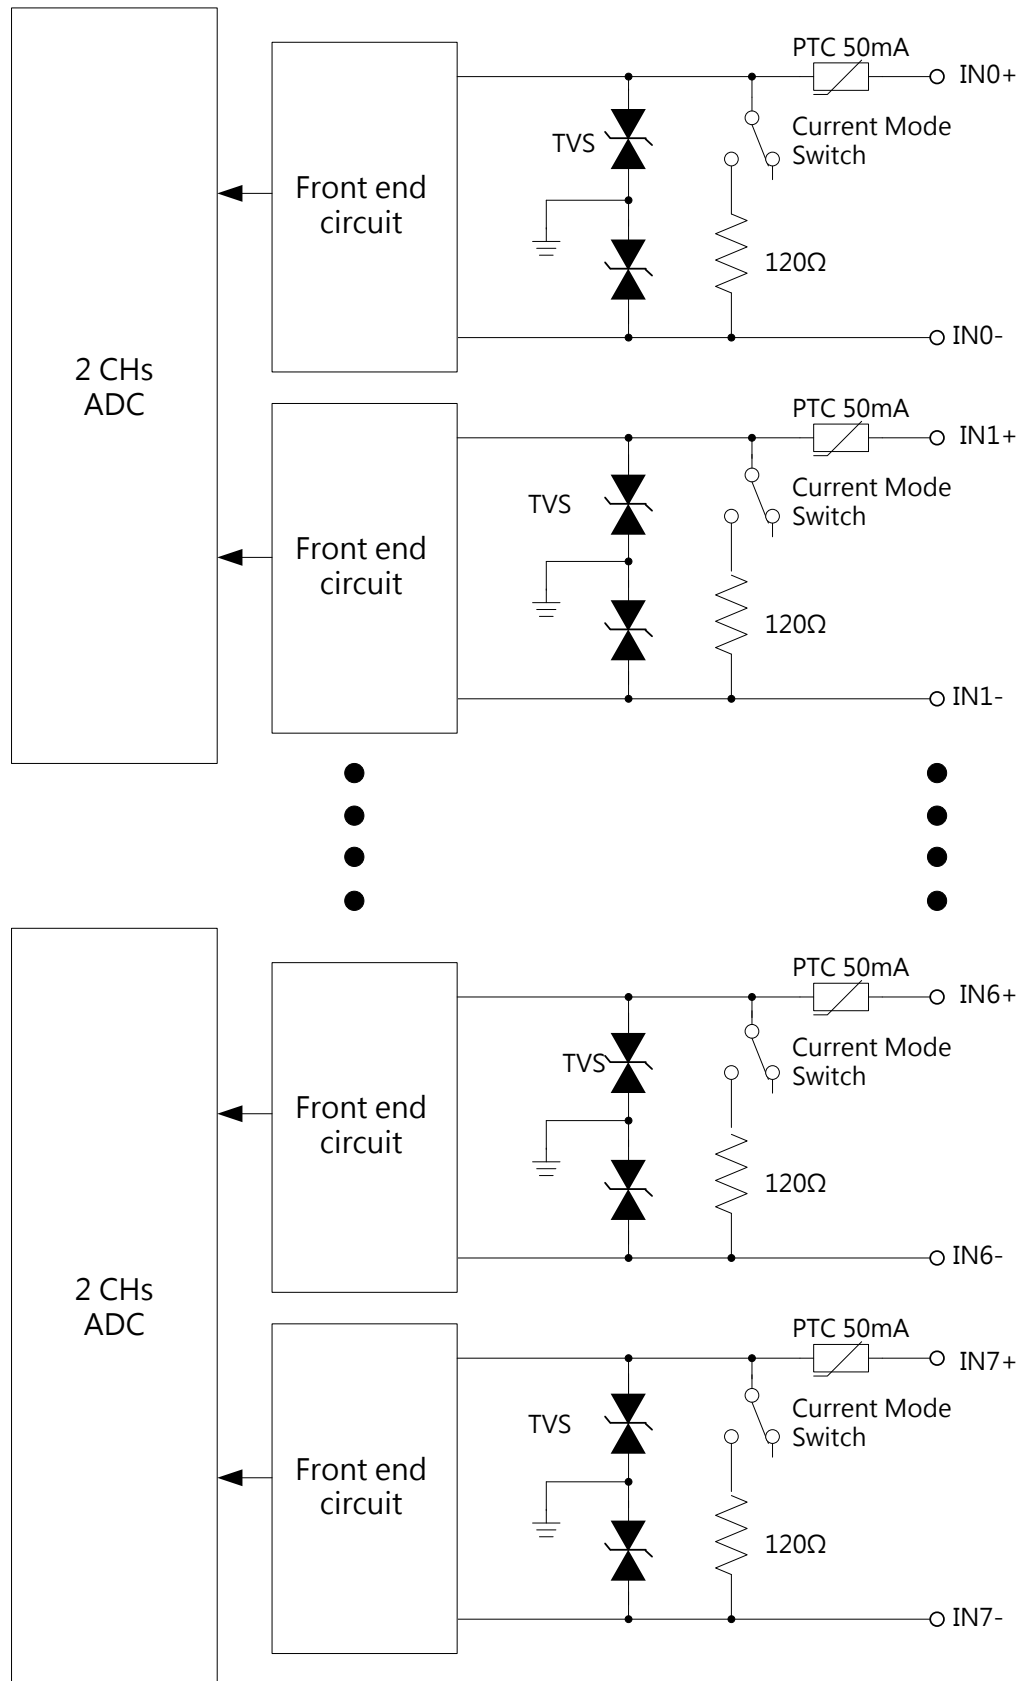 PTC 50mA
IN0+
TVS
Current Mode
Switch
Front end
circuit
120Ω
IN0-
2 CHs
ADC
PTC 50mA
IN1+
TVS
Current Mode
Switch
Front end
circuit
120Ω
IN1-
PTC 50mA
IN6+
TVS
Current Mode
Switch
Front end
circuit
120Ω
IN6-
2 CHs
ADC
PTC 50mA
IN7+
TVS
Current Mode
Switch
Front end
circuit
120Ω
IN7-